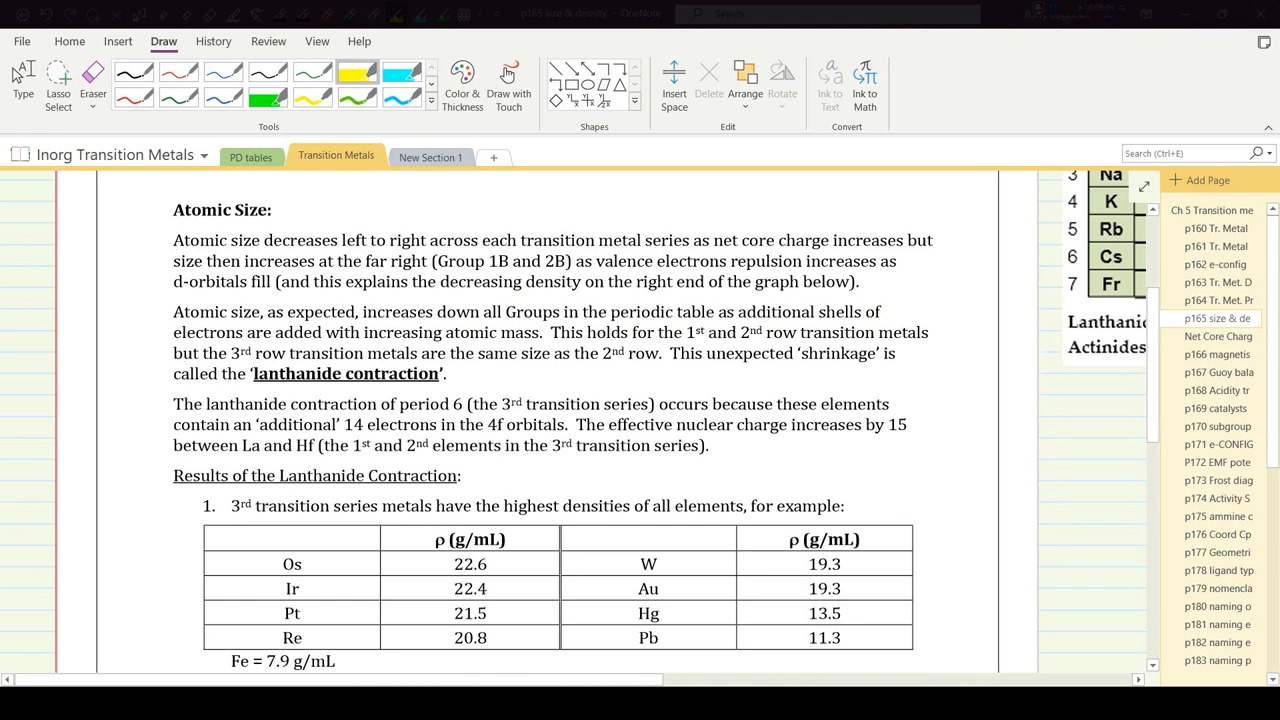 p165 size & density - OneNote
Search
File Home Insert Draw History Review View Help
Type
Lasso Select
Eraser
Color & Thickness
Draw with Touch
Insert Space
Delete
Arrange
Rotate
Ink to Text
Ink to Math
Tools Shapes Edit Convert
Inorg Transition Metals
PD tables Transition Metals New Section 1 +
Search (Ctrl+E)
Add Page
Atomic Size:
Atomic size decreases left to right across each transition metal series as net core charge increases but
size then increases at the far right (Group 1B and 2B) as valence electrons repulsion increases as
d-orbitals fill (and this explains the decreasing density on the right end of the graph below).
Atomic size, as expected, increases down all Groups in the periodic table as additional shells of
electrons are added with increasing atomic mass. This holds for the 1st and 2nd row transition metals
but the 3rd row transition metals are the same size as the 2nd row. This unexpected 'shrinkage' is
called the 'lanthanide contraction'.
The lanthanide contraction of period 6 (the 3rd transition series) occurs because these elements
contain an 'additional' 14 electrons in the 4f orbitals. The effective nuclear charge increases by 15
between La and Hf (the 1st and 2nd elements in the 3rd transition series).
Results of the Lanthanide Contraction:
1. 3rd transition series metals have the highest densities of all elements, for example:
ρ (g/mL) ρ (g/mL)
Os 22.6 W 19.3
Ir 22.4 Au 19.3
Pt 21.5 Hg 13.5
Re 20.8 Pb 11.3
Fe = 7.9 g/mL
3 Na
4 K
5 Rb
6 Cs
7 Fr
Lanthanid
Actinides
Ch 5 Transition me
p160 Tr. Metal
p161 Tr. Metal
p162 e-config
p163 Tr. Met. D
p164 Tr. Met. Pr
p165 size & de
Net Core Charg
p166 magnetis
p167 Guoy bala
p168 Acidity tr
p169 catalysts
p170 subgroup
p171 e-CONFIG
P172 EMF pote
p173 Frost diag
p174 Activity S
p175 ammine c
p176 Coord Cp
p177 Geometri
p178 ligand typ
p179 nomencla
p180 naming o
p181 naming e
p182 naming e
p183 naming p